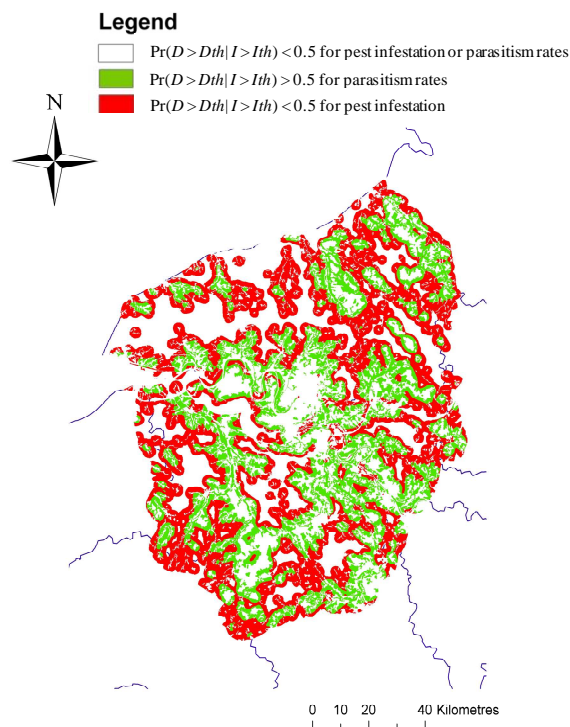 Legend
Pr(D > Dth | I > Ith) < 0.5 for pest infestation or parasitism rates
Pr(D > Dth | I > Ith) > 0.5 for parasitism rates
Pr(D > Dth | I > Ith) < 0.5 for pest infestation
N
0 10 20 40 Kilometres